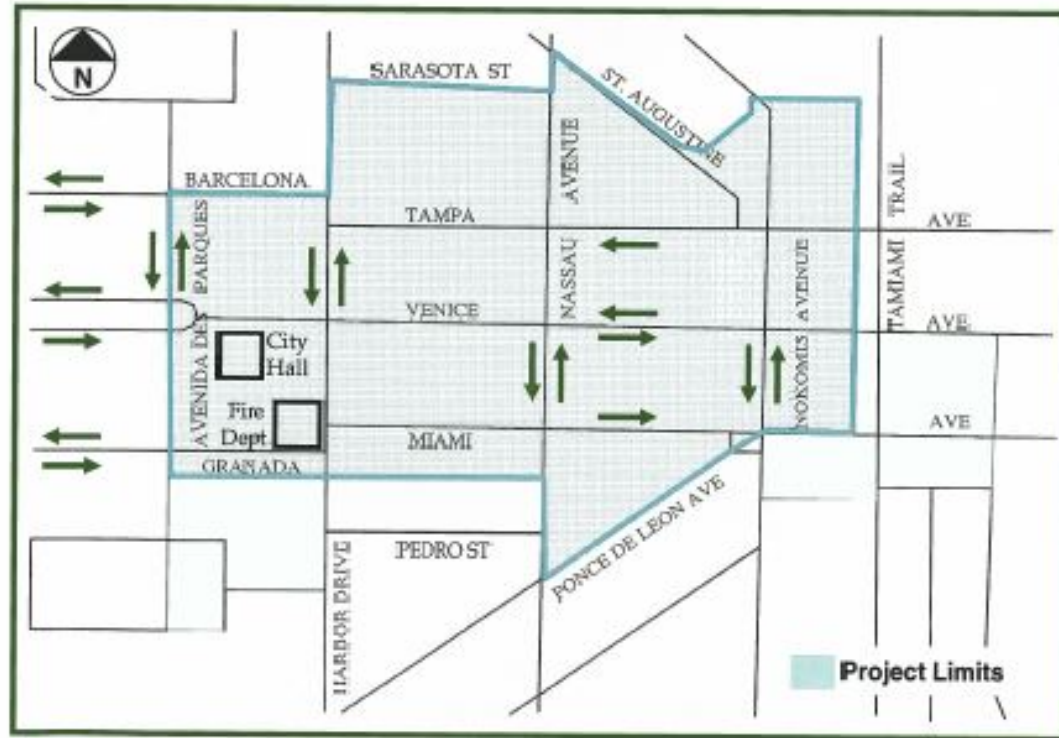 N
SARASOTA ST
ST. AUGUSTINE
AVENUE
BARCELONA
TAMPA
AVE
TRAIL
PARQUES
NASSAU
VENICE
AVE.
NOKOMIS AVENUE
TAMIAMI
City
Hall
AVENIDA DES
Fire
Dept
MIAMI
AVE
GRANADA
PEDRO ST
PONCE DE LEON AVE
HARBOR DRIVE
Project Limits